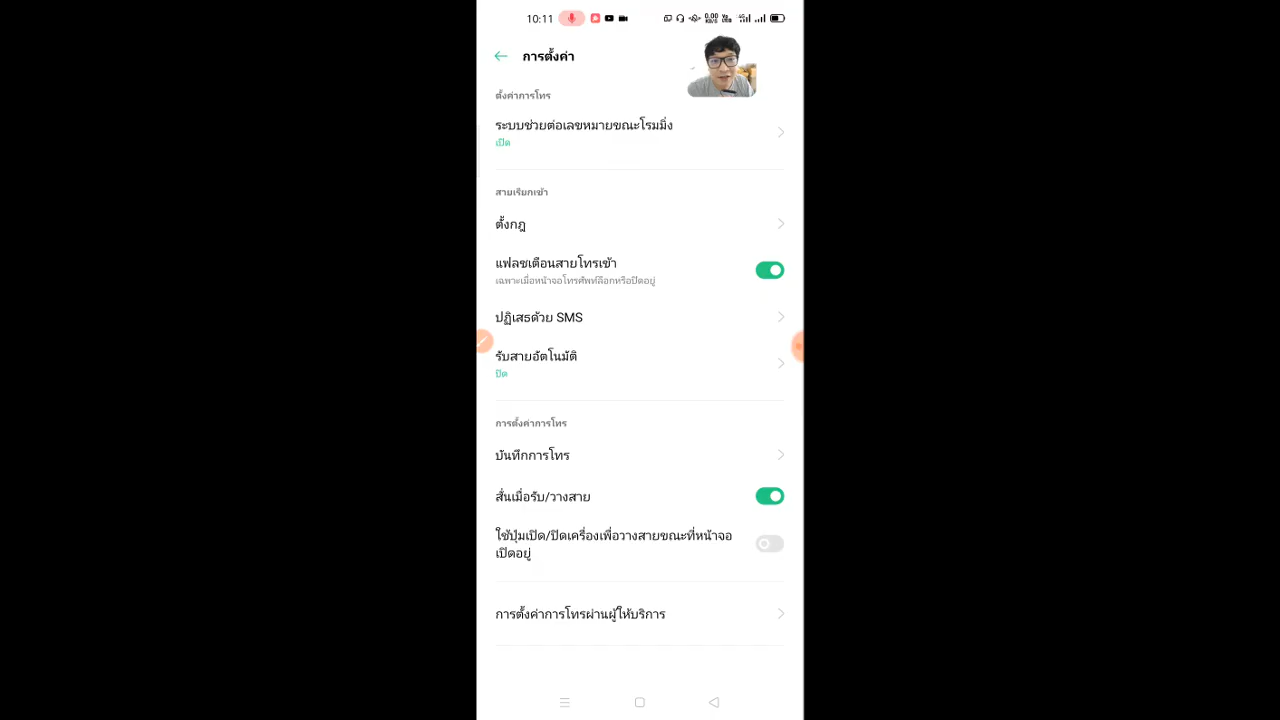 10:11
0.00
KB/S
การตั้งค่า
ตั้งค่าการโทร
ระบบช่วยต่อเลขหมายขณะโรมมิ่ง
เปิด
สายเรียกเข้า
ตั้งกฎ
แฟลชเตือนสายโทรเข้า
เฉพาะเมื่อหน้าจอโทรศัพท์ล็อกหรือปิดอยู่
ปฏิเสธด้วย SMS
รับสายอัตโนมัติ
ปิด
การตั้งค่าการโทร
บันทึกการโทร
สั่นเมื่อรับ/วางสาย
ใช้ปุ่มเปิด/ปิดเครื่องเพื่อวางสายขณะที่หน้าจอ
เปิดอยู่
การตั้งค่าการโทรผ่านผู้ให้บริการ